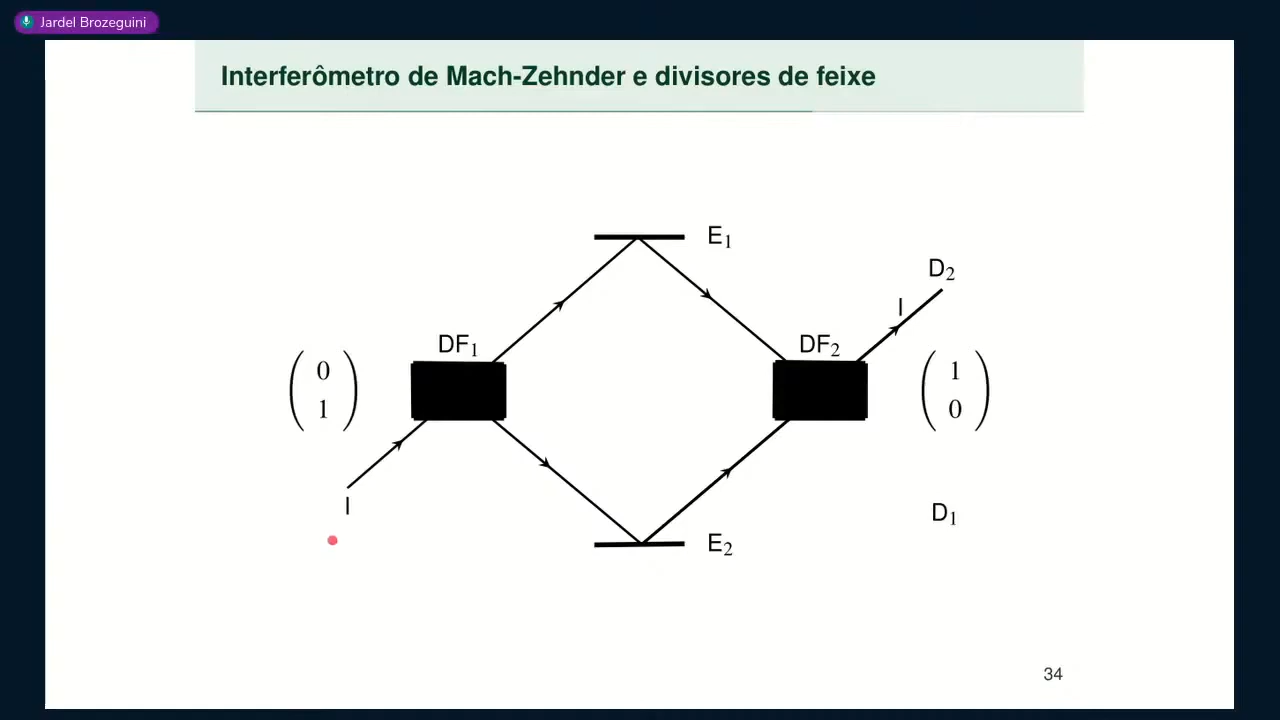 Jardel Brozeguini
Interferômetro de Mach-Zehnder e divisores de feixe
E1
D2
I
DF1
DF2
0
1
1
0
I
D1
E2
34